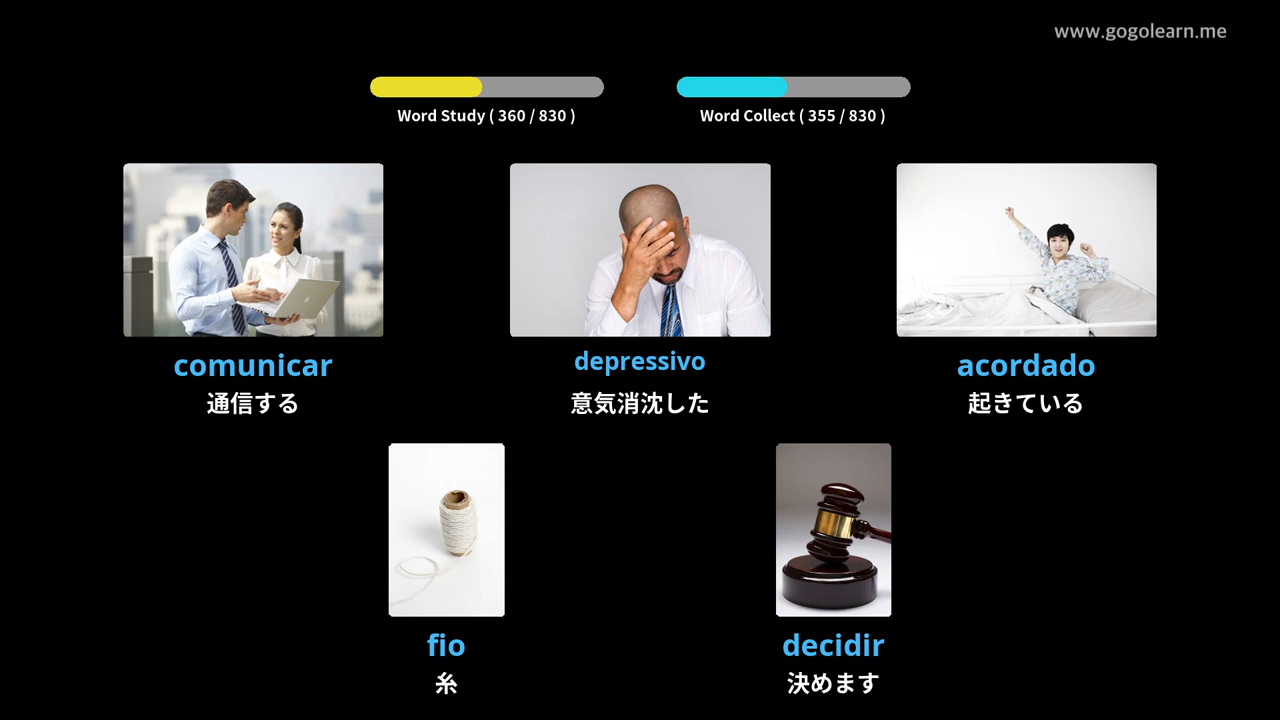 www.gogolearn.me
Word Study ( 360 / 830 )
Word Collect ( 355 / 830 )
comunicar
通信する
depressivo
意気消沈した
acordado
起きている
fio
糸
decidir
決めます